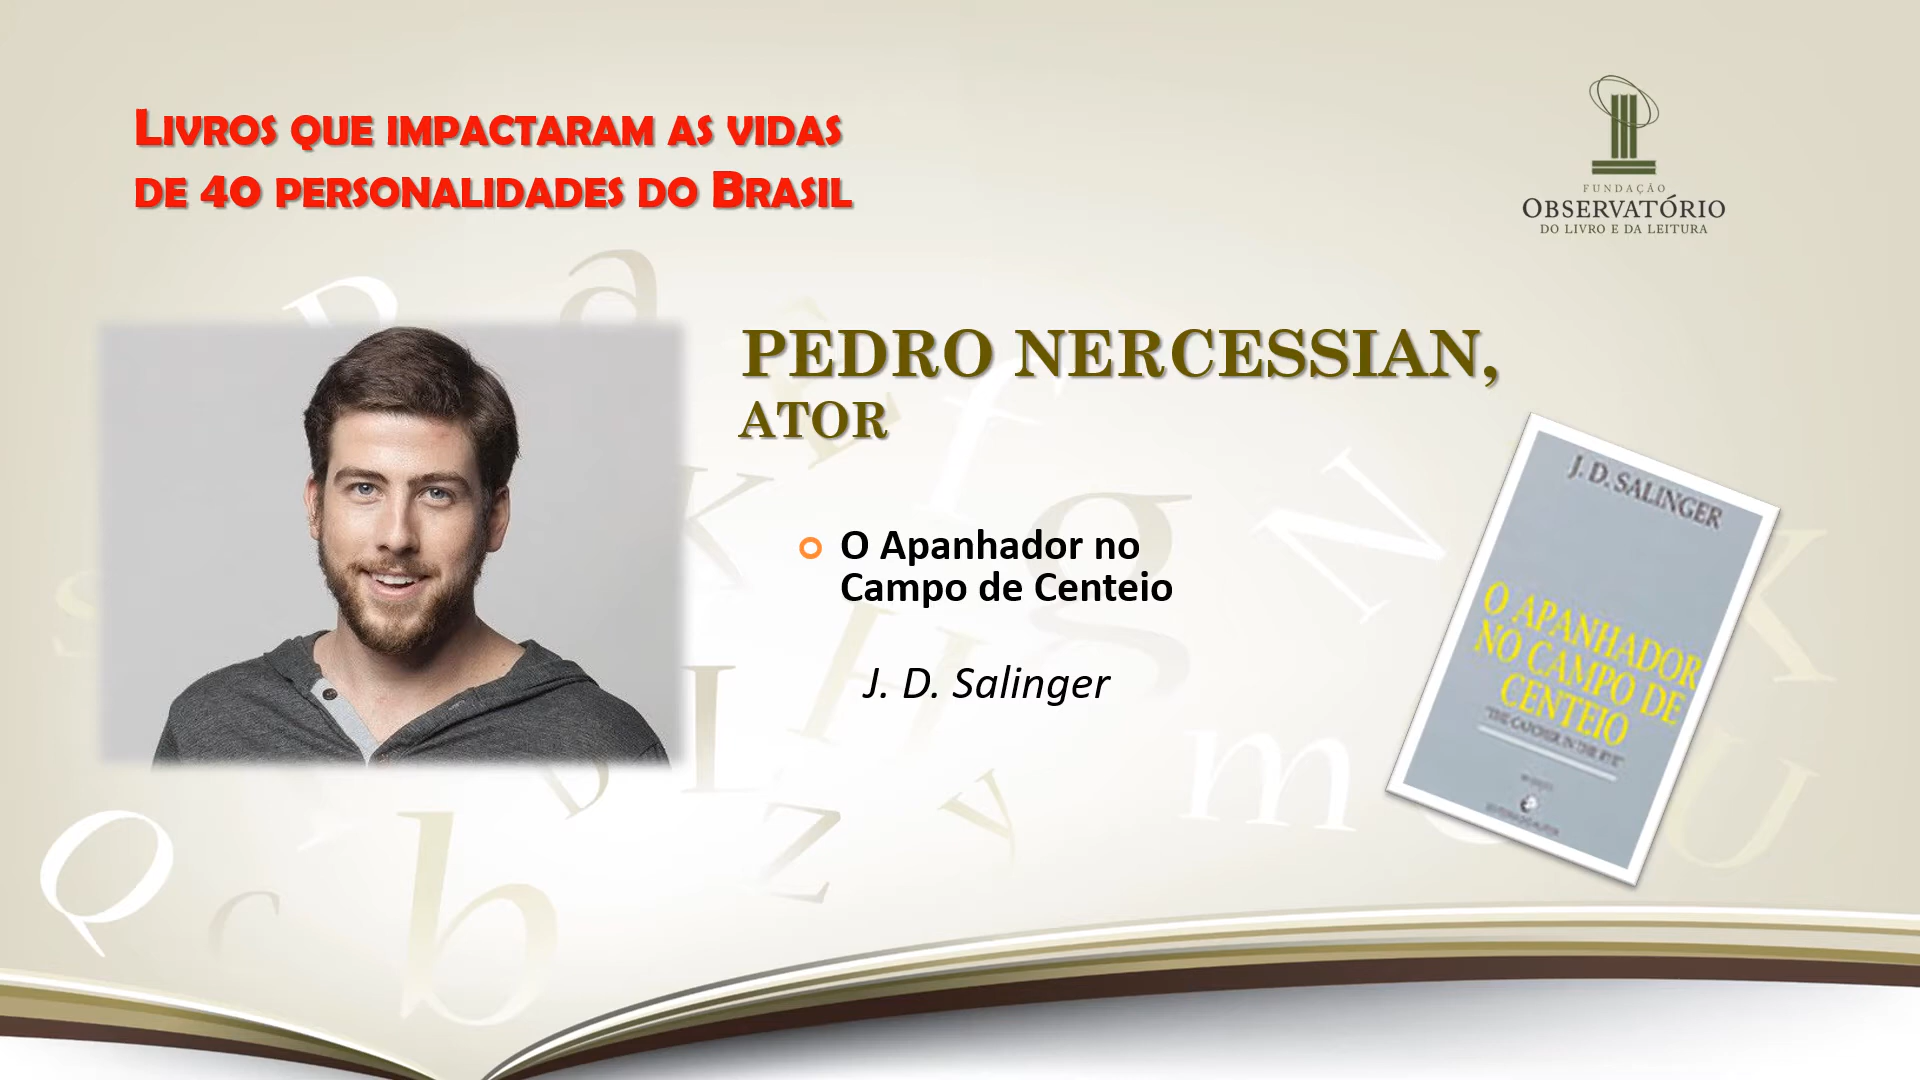 LIVROS QUE IMPACTARAM AS VIDAS
DE 40 PERSONALIDADES DO BRASIL
FUNDAÇÃO
OBSERVATÓRIO
DO LIVRO E DA LEITURA
PEDRO NERCESSIAN,
ATOR
O Apanhador no
Campo de Centeio
J. D. Salinger
J. D. SALINGER
O APANHADOR
NO CAMPO DE
CENTEIO
"THE CATCHER IN THE RYE"